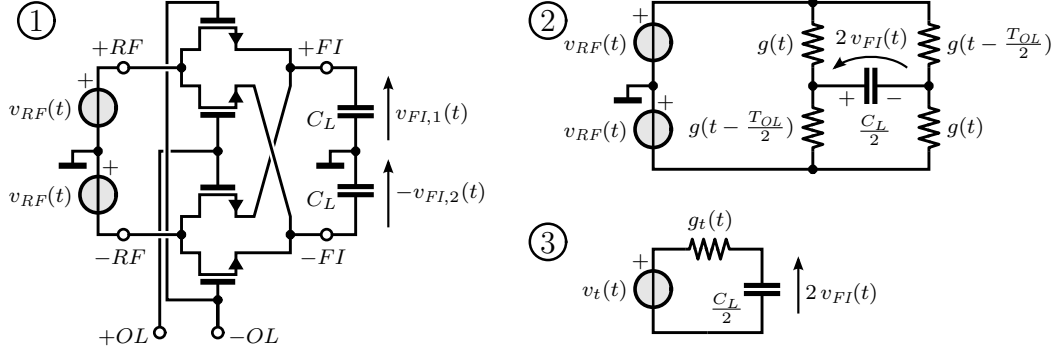 1
+RF
+FI
+
v_RF(t)
C_L
v_FI,1(t)
+
v_RF(t)
C_L
−v_FI,2(t)
−RF
−FI
+OL
−OL
2
+
v_RF(t)
g(t)
2 v_FI(t)
g(t − T_OL/2)
+
−
+
v_RF(t)
g(t − T_OL/2)
C_L/2
g(t)
3
g_t(t)
+
v_t(t)
C_L/2
2 v_FI(t)